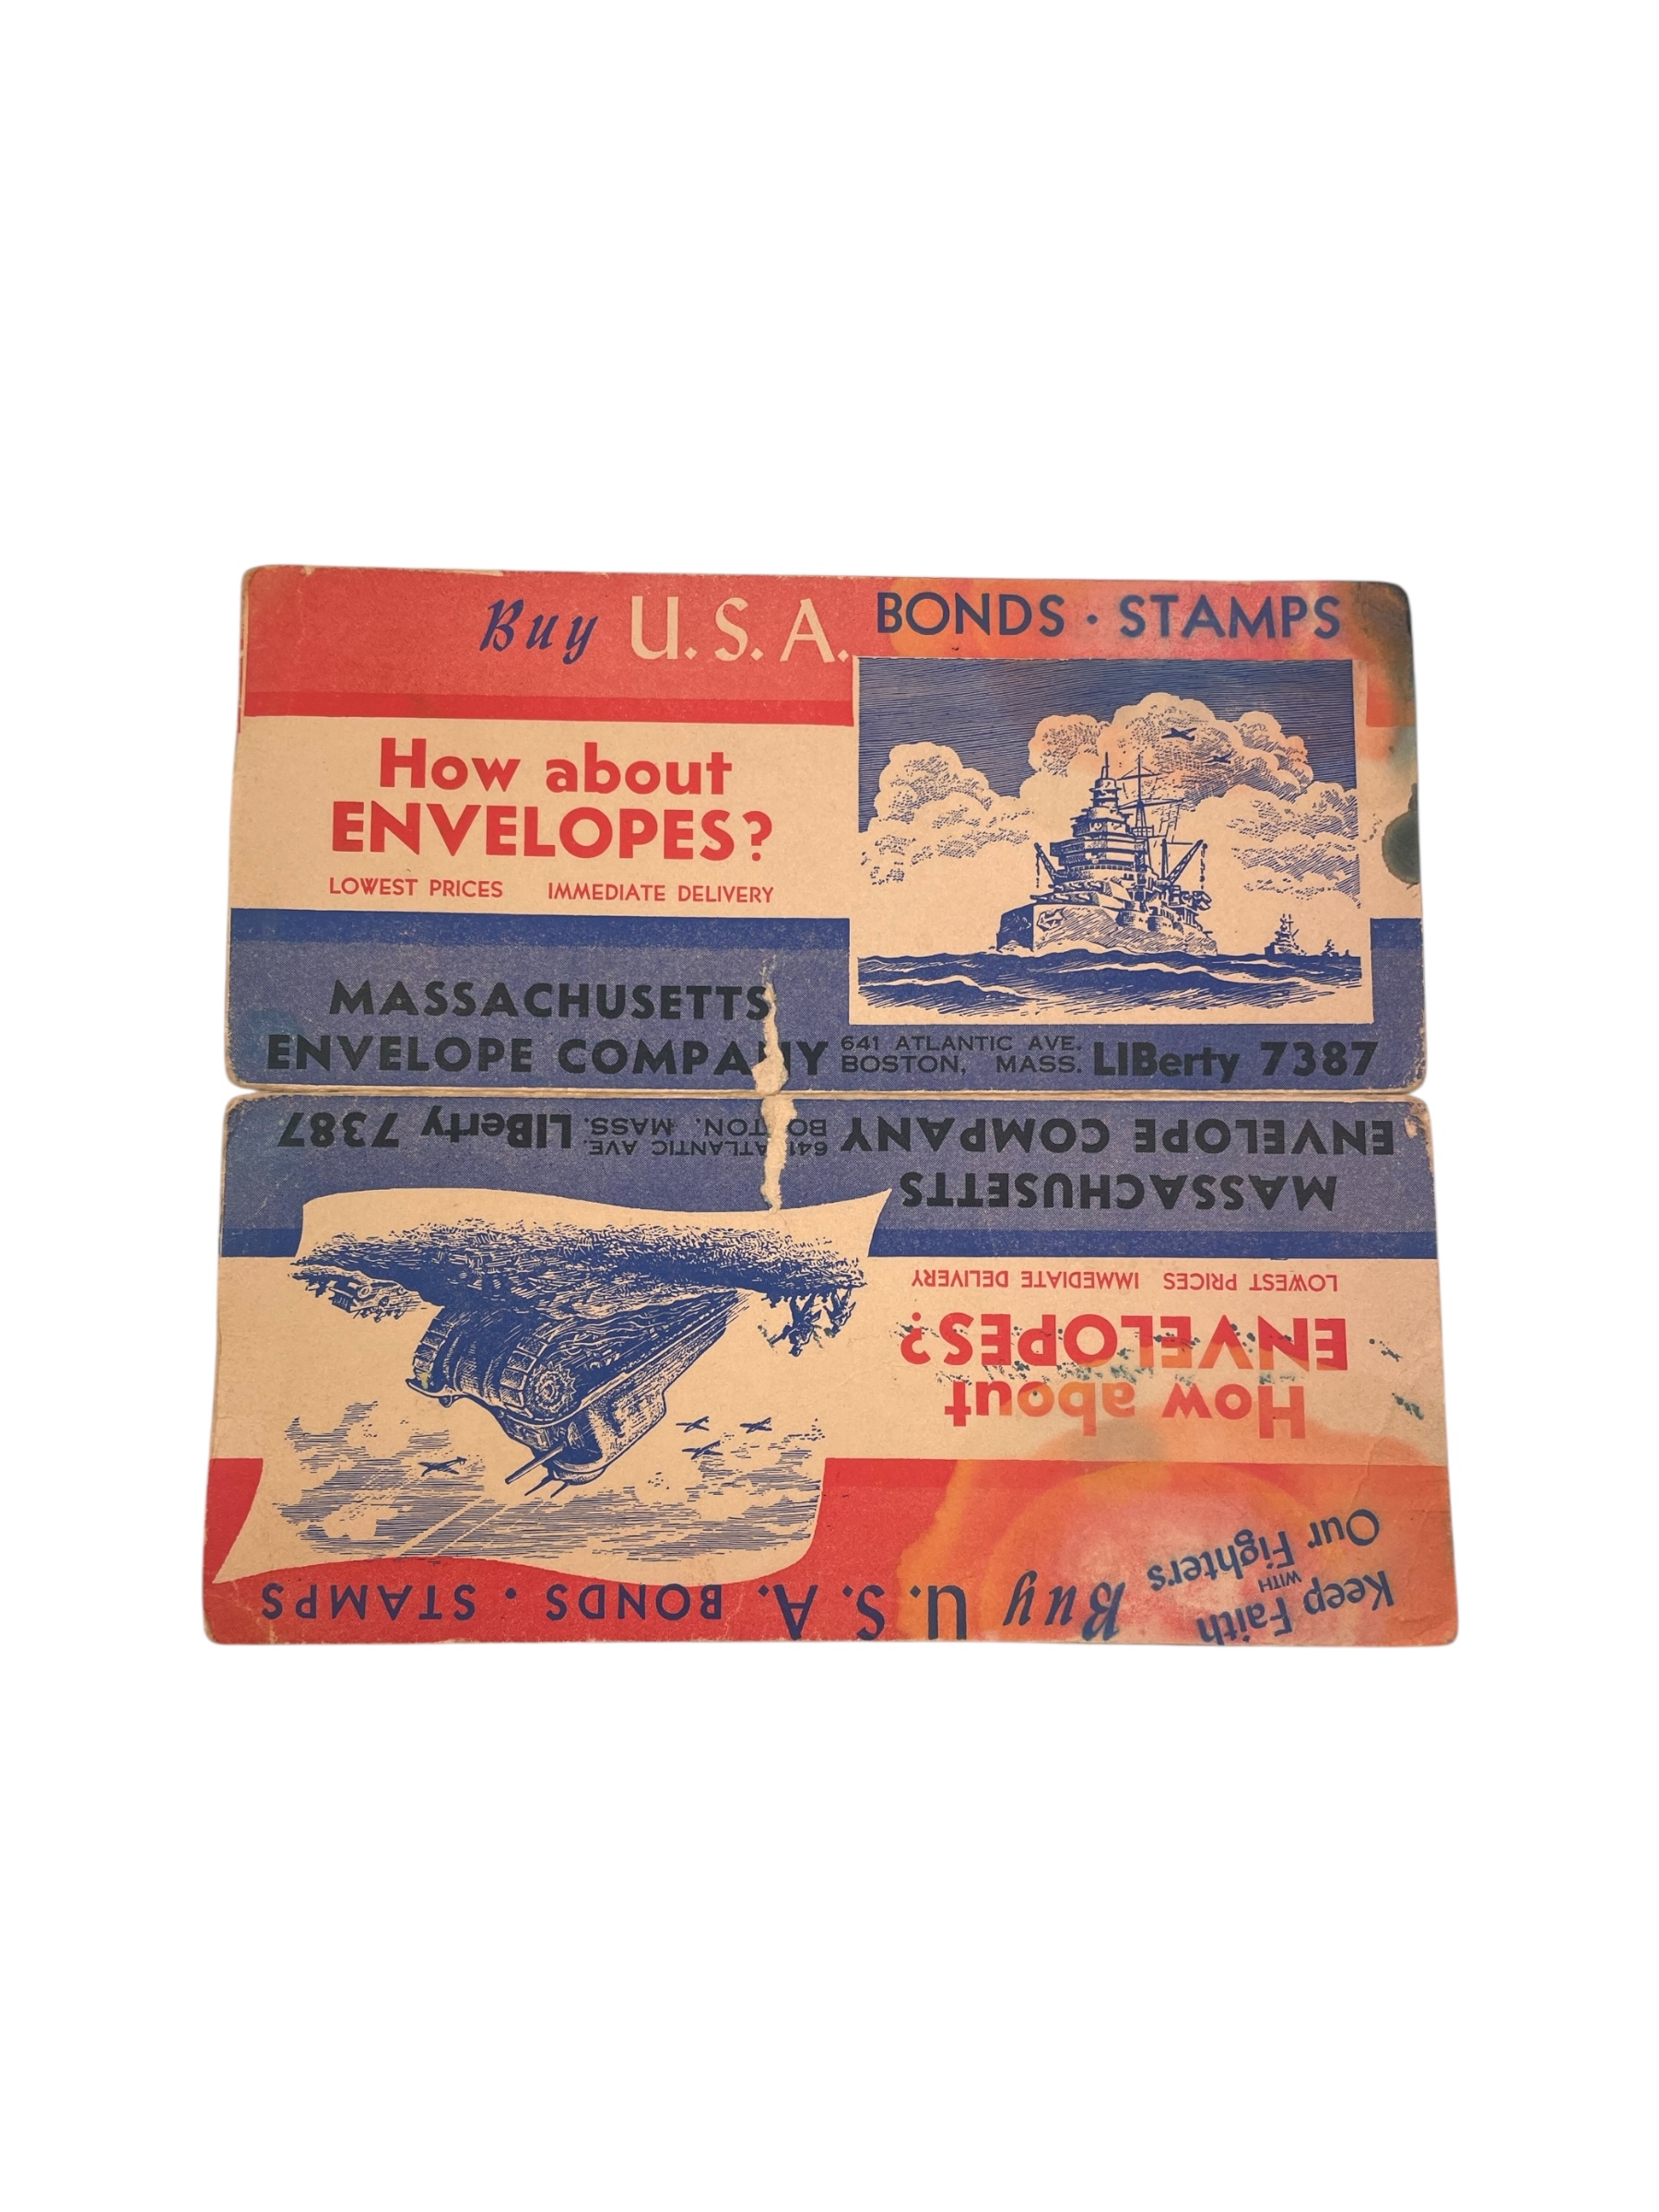 Buy U.S.A. BONDS · STAMPS
How about
ENVELOPES?
LOWEST PRICES IMMEDIATE DELIVERY
MASSACHUSETTS
ENVELOPE COMPANY
641 ATLANTIC AVE.
BOSTON, MASS.
LIBerty 7387
Keep Faith
WITH
Our Fighters
Buy U.S.A. BONDS · STAMPS
How about
ENVELOPES?
LOWEST PRICES IMMEDIATE DELIVERY
MASSACHUSETTS
ENVELOPE COMPANY
641 ATLANTIC AVE.
BOSTON, MASS.
LIBerty 7387